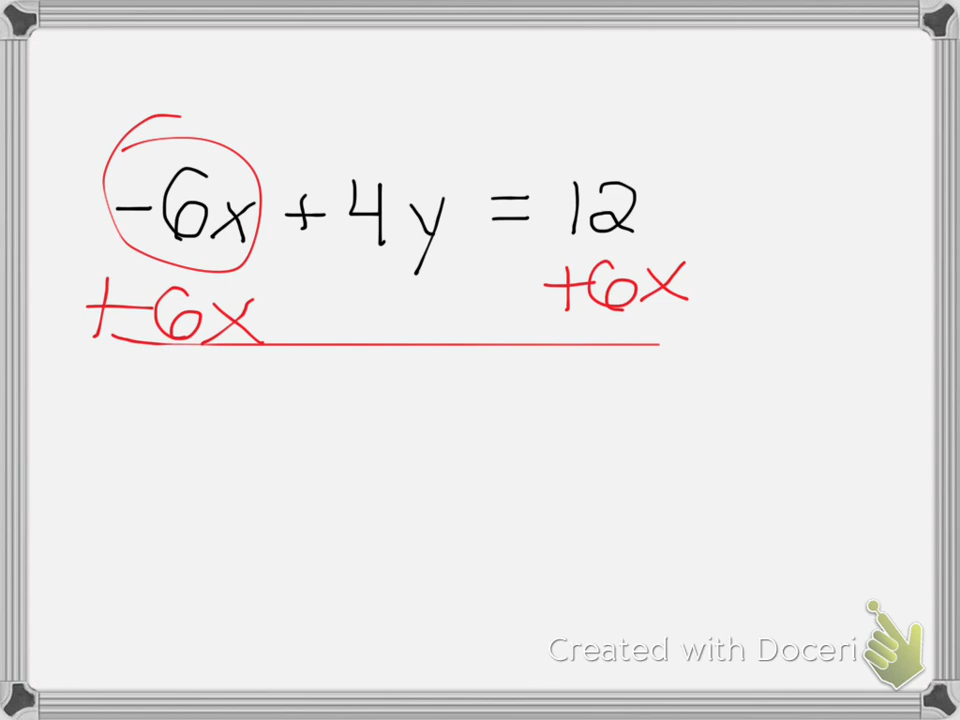 -6x + 4y = 12
+6x +6x
Created with Doceri